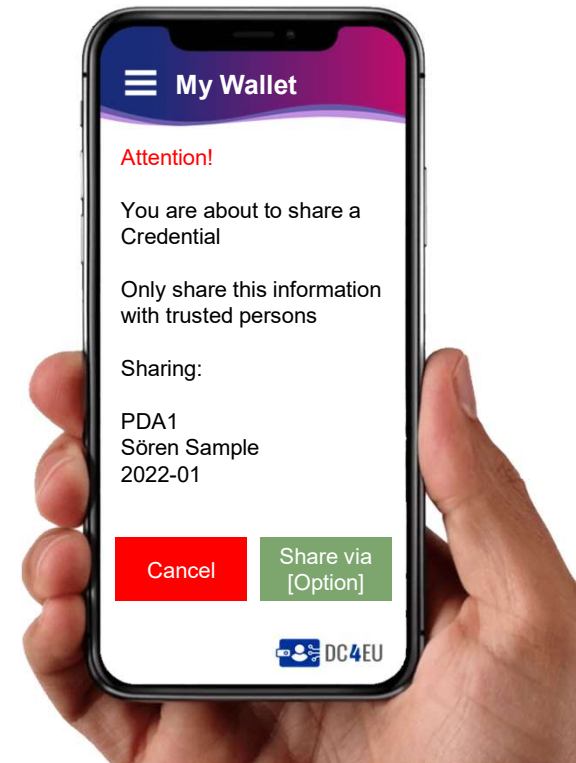 My Wallet
Attention!
You are about to share a
Credential
Only share this information
with trusted persons
Sharing:
PDA1
Sören Sample
2022-01
Cancel
Share via
[Option]
DC4EU